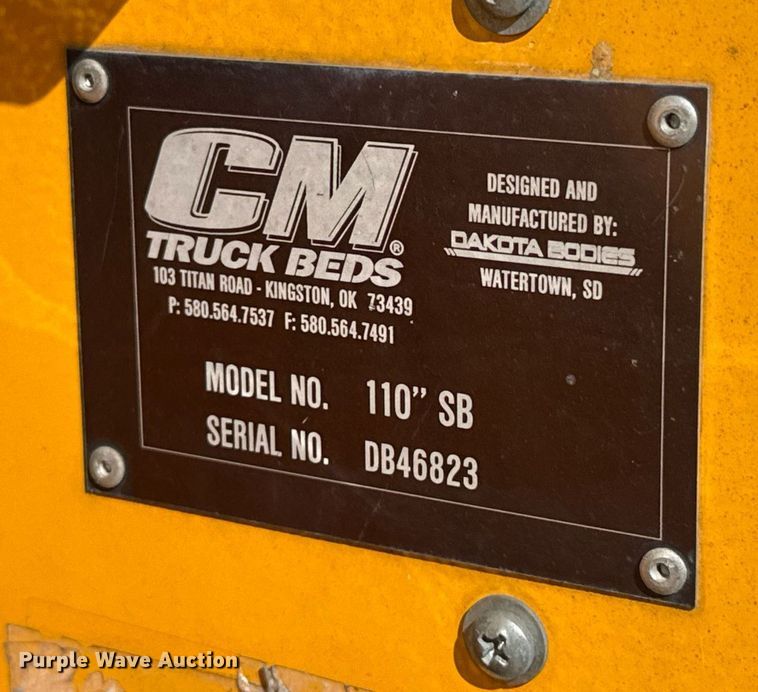 CM®
TRUCK BEDS
103 TITAN ROAD - KINGSTON, OK 73439
P: 580.564.7537 F: 580.564.7491
DESIGNED AND
MANUFACTURED BY:
DAKOTA BODIES
WATERTOWN, SD
MODEL NO. 110" SB
SERIAL NO. DB46823
Purple Wave Auction